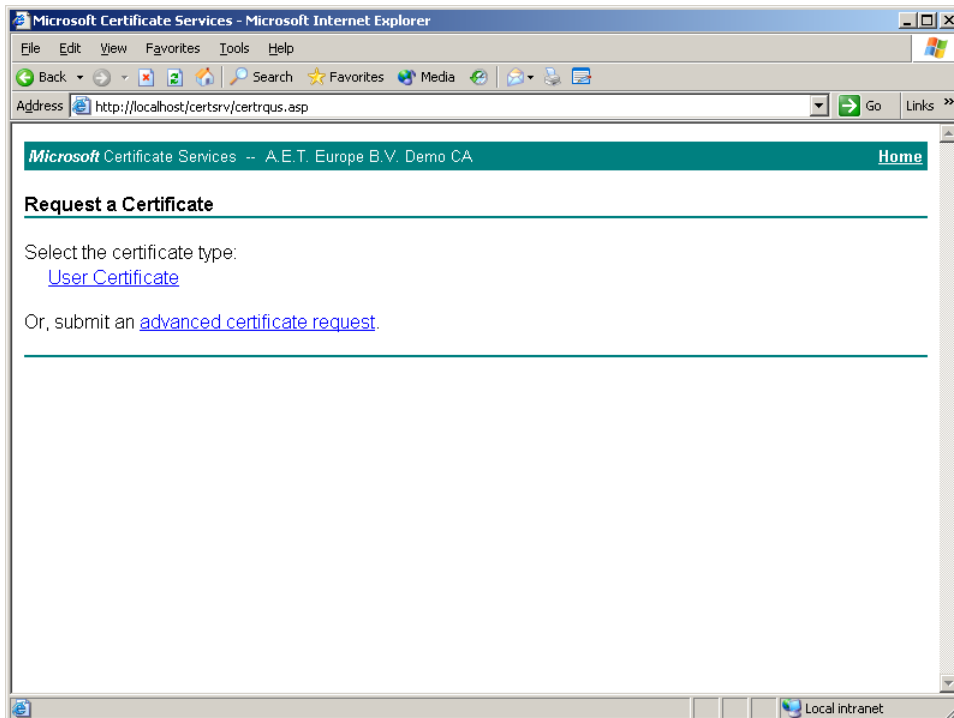 Microsoft Certificate Services - Microsoft Internet Explorer
File Edit View Favorites Tools Help
Back Search Favorites Media
Address http://localhost/certsrv/certrqus.asp Go Links »
Microsoft Certificate Services -- A.E.T. Europe B.V. Demo CA Home
Request a Certificate
Select the certificate type:
User Certificate
Or, submit an advanced certificate request.
Local intranet